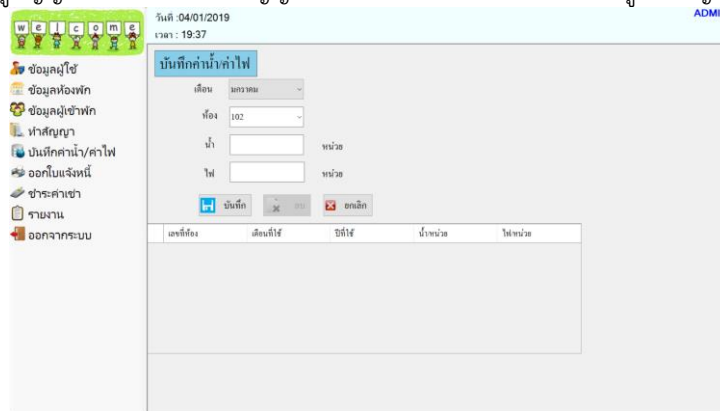 วันที่ :04/01/2019
ADMI
เวลา : 19:37
welcome
ข้อมูลผู้ใช้
ข้อมูลห้องพัก
ข้อมูลผู้เข้าพัก
ทำสัญญา
บันทึกค่าน้ำ/ค่าไฟ
ออกใบแจ้งหนี้
ชำระค่าเช่า
รายงาน
ออกจากระบบ
บันทึกค่าน้ำ/ค่าไฟ
เดือน มกราคม
ห้อง 102
น้ำ หน่วย
ไฟ หน่วย
บันทึก ลบ ยกเลิก
เลขที่ห้อง เดือนที่ใช้ ปีที่ใช้ น้ำ/หน่วย ไฟ/หน่วย